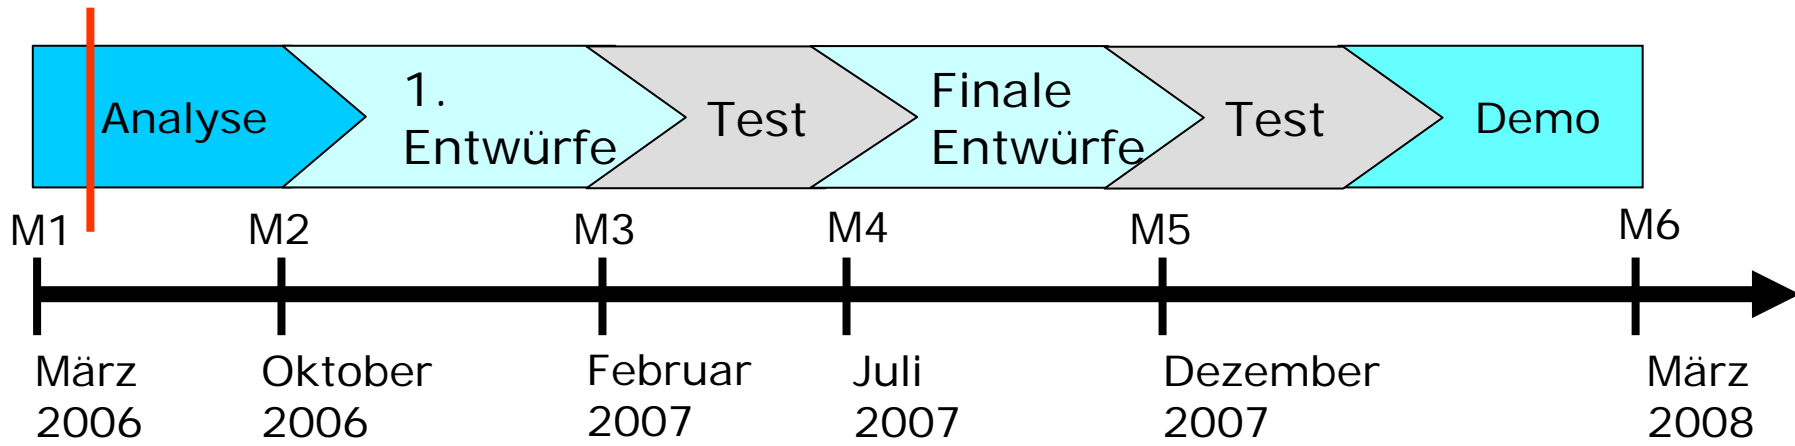 Analyse
1.
Entwürfe
Test
Finale
Entwürfe
Test
Demo
M1
M2
M3
M4
M5
M6
März
2006
Oktober
2006
Februar
2007
Juli
2007
Dezember
2007
März
2008